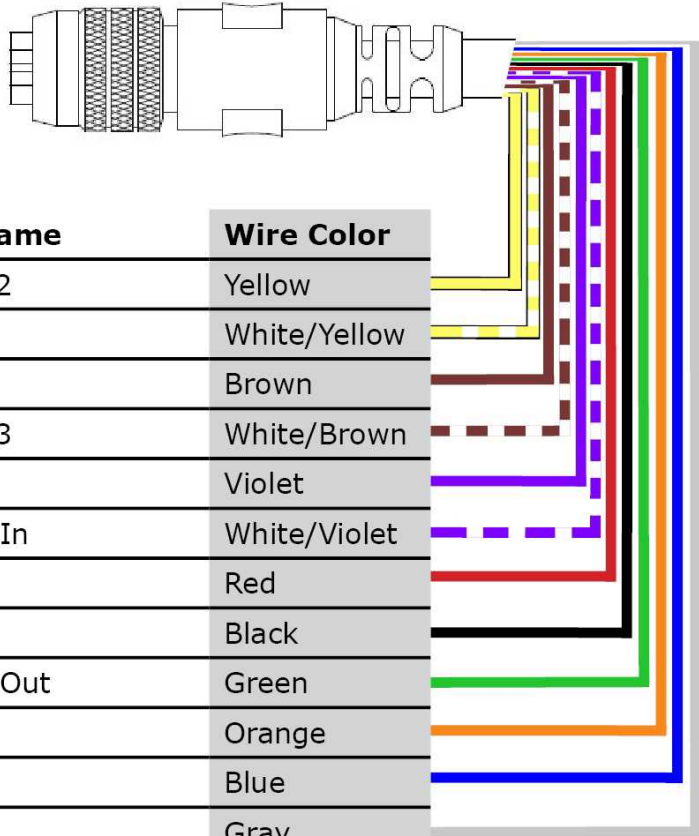 ame Wire Color
2 Yellow
White/Yellow
Brown
3 White/Brown
Violet
In White/Violet
Red
Black
Out Green
Orange
Blue
Gray